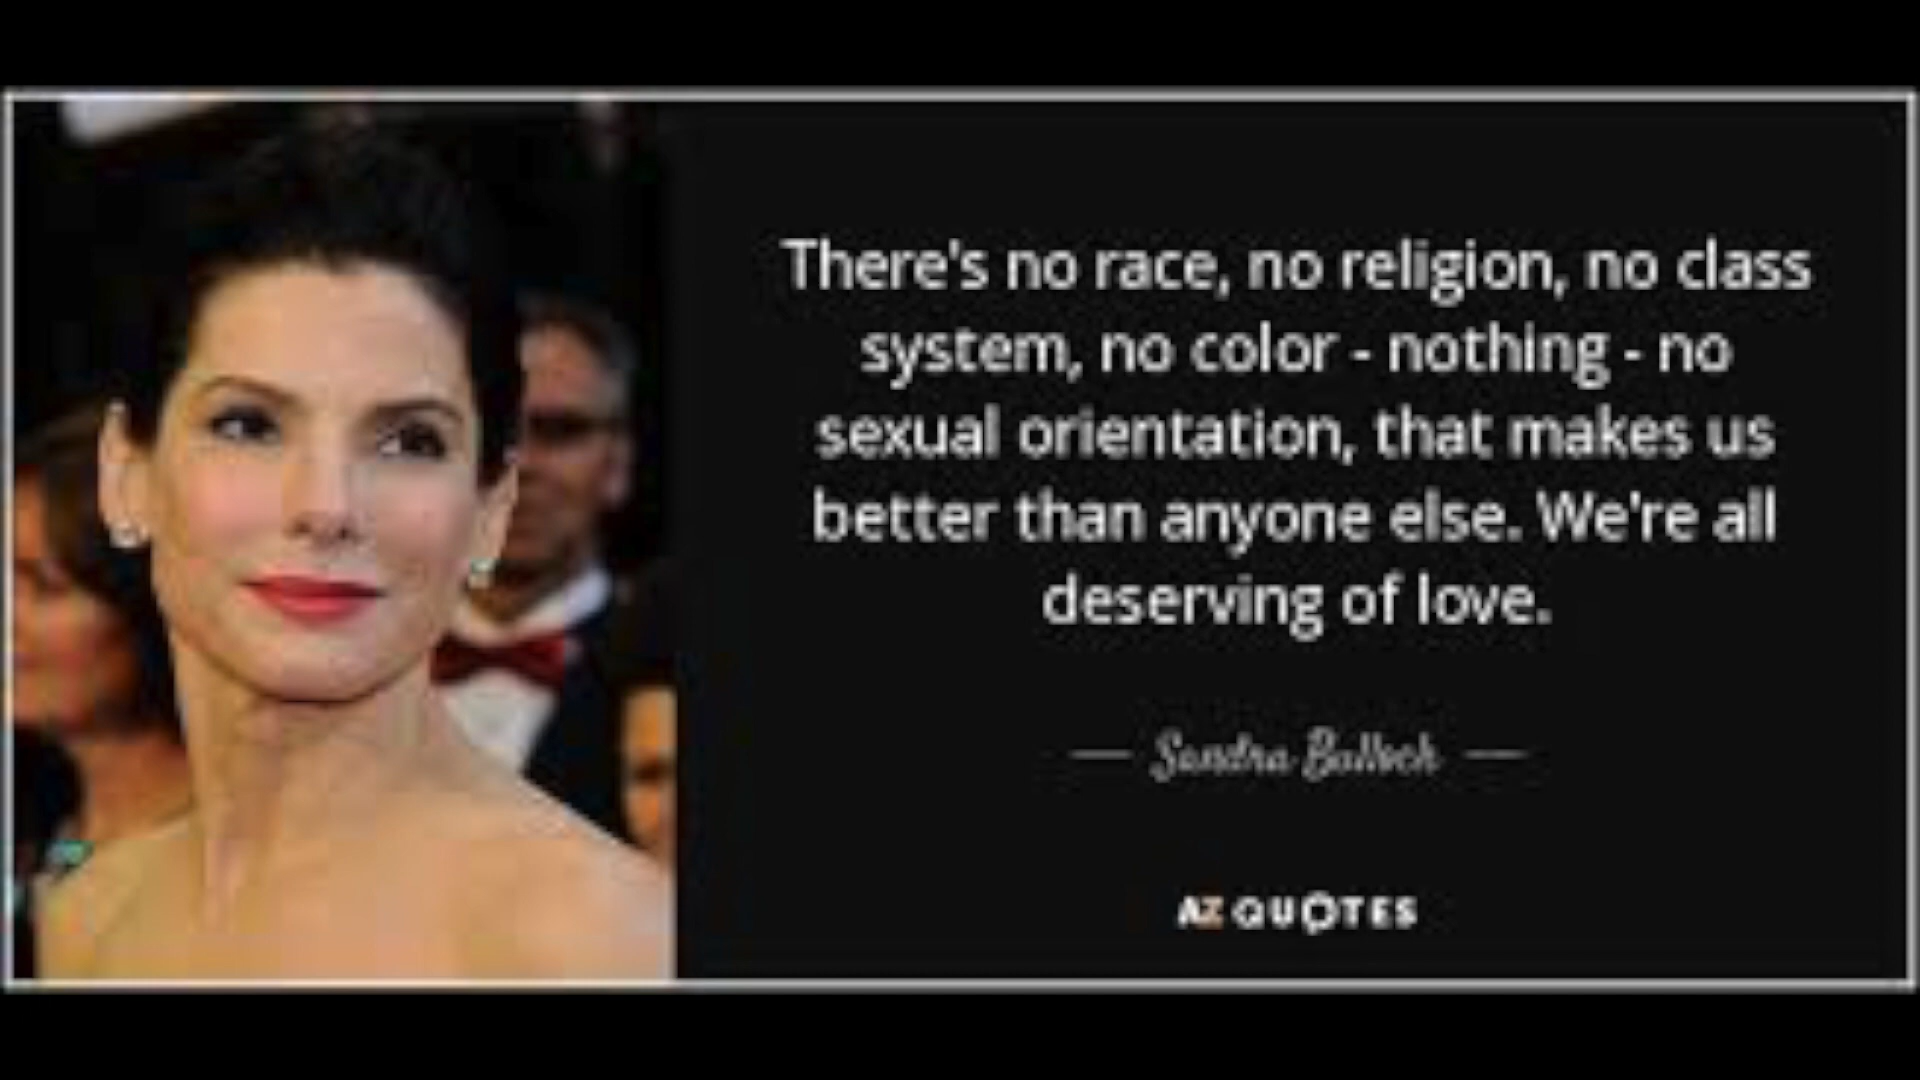 There's no race, no religion, no class
system, no color - nothing - no
sexual orientation, that makes us
better than anyone else. We're all
deserving of love.
— Sandra Bullock —
AZ QUOTES